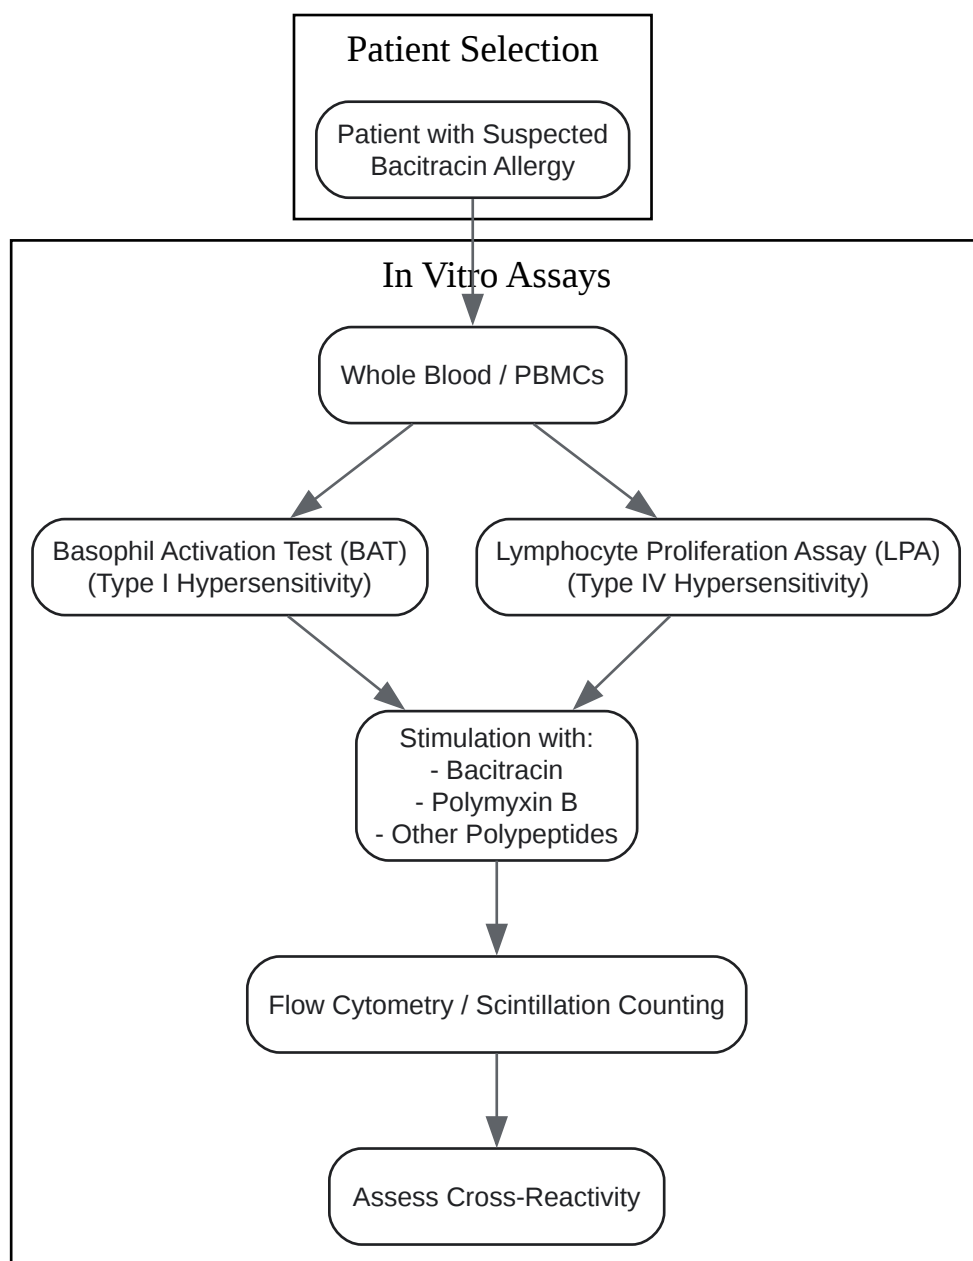 Patient Selection
Patient with Suspected
Bacitracin Allergy
In Vitro Assays
Whole Blood / PBMCs
Basophil Activation Test (BAT)
(Type I Hypersensitivity)
Lymphocyte Proliferation Assay (LPA)
(Type IV Hypersensitivity)
Stimulation with:
- Bacitracin
- Polymyxin B
- Other Polypeptides
Flow Cytometry / Scintillation Counting
Assess Cross-Reactivity